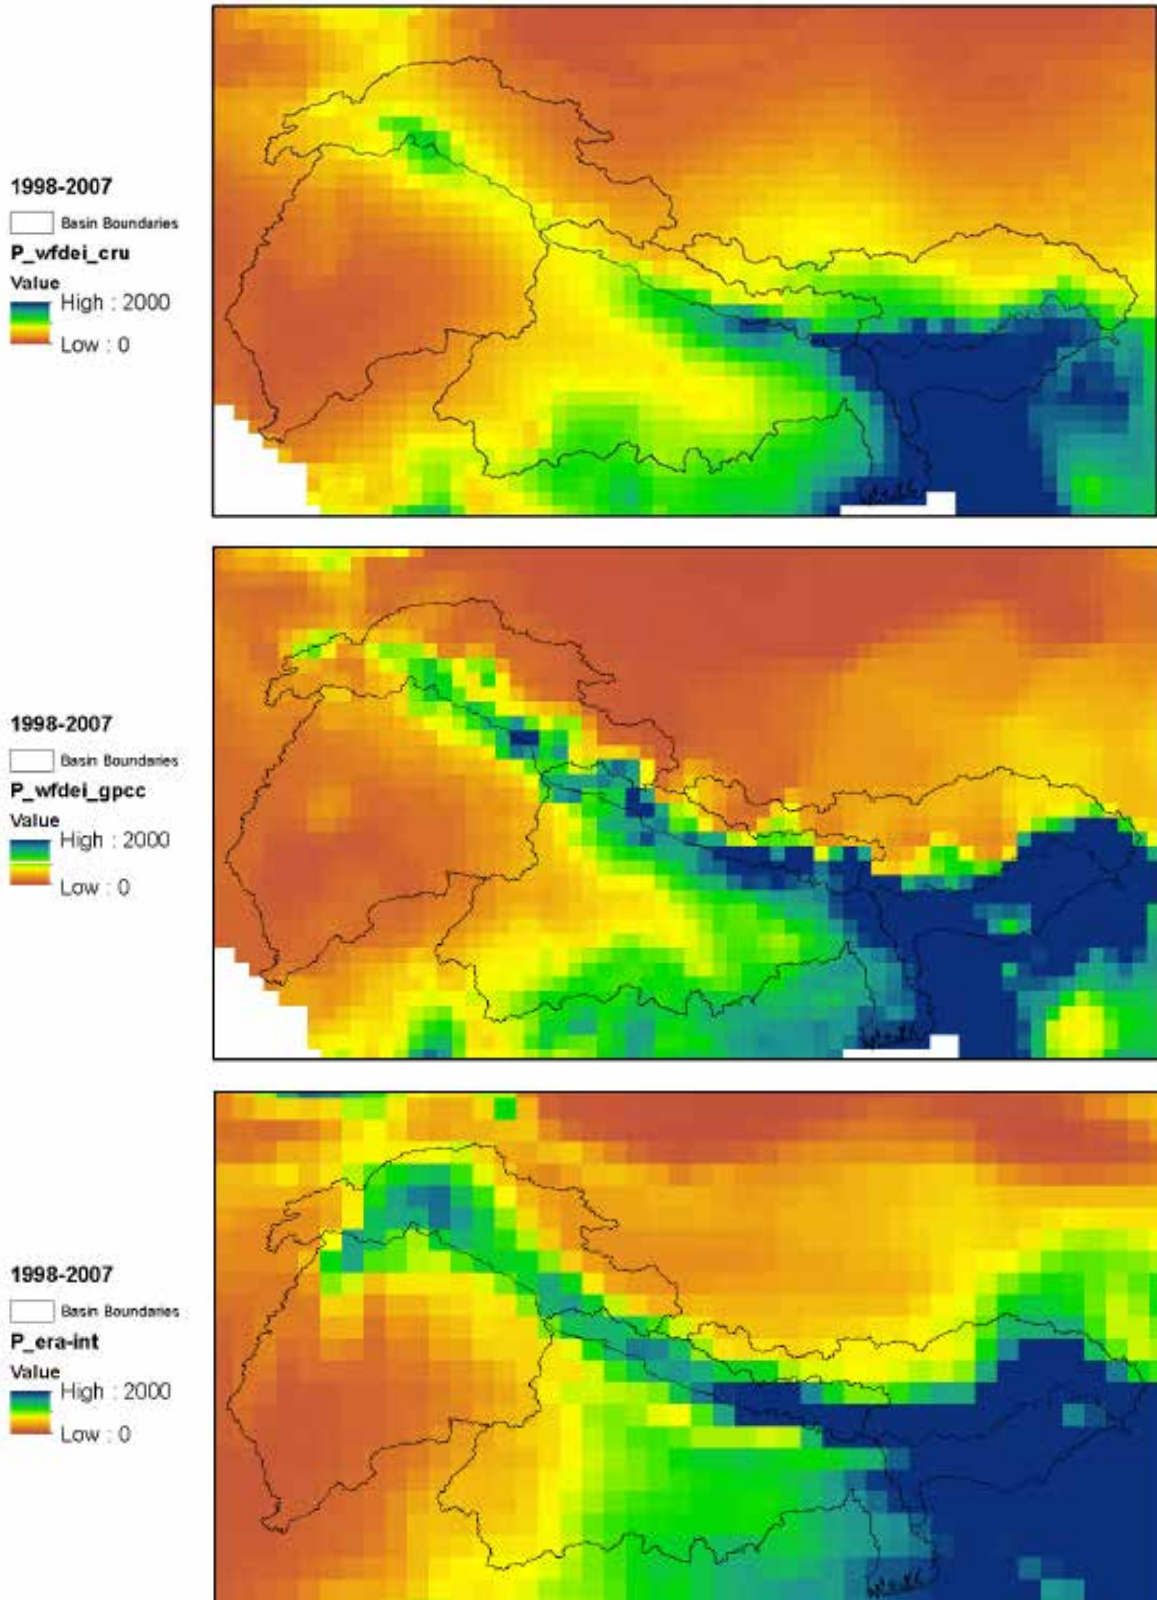 1998-2007
Basin Boundaries
P_wfdei_cru
Value
High : 2000
Low : 0
1998-2007
Basin Boundaries
P_wfdei_gpcc
Value
High : 2000
Low : 0
1998-2007
Basin Boundaries
P_era-int
Value
High : 2000
Low : 0